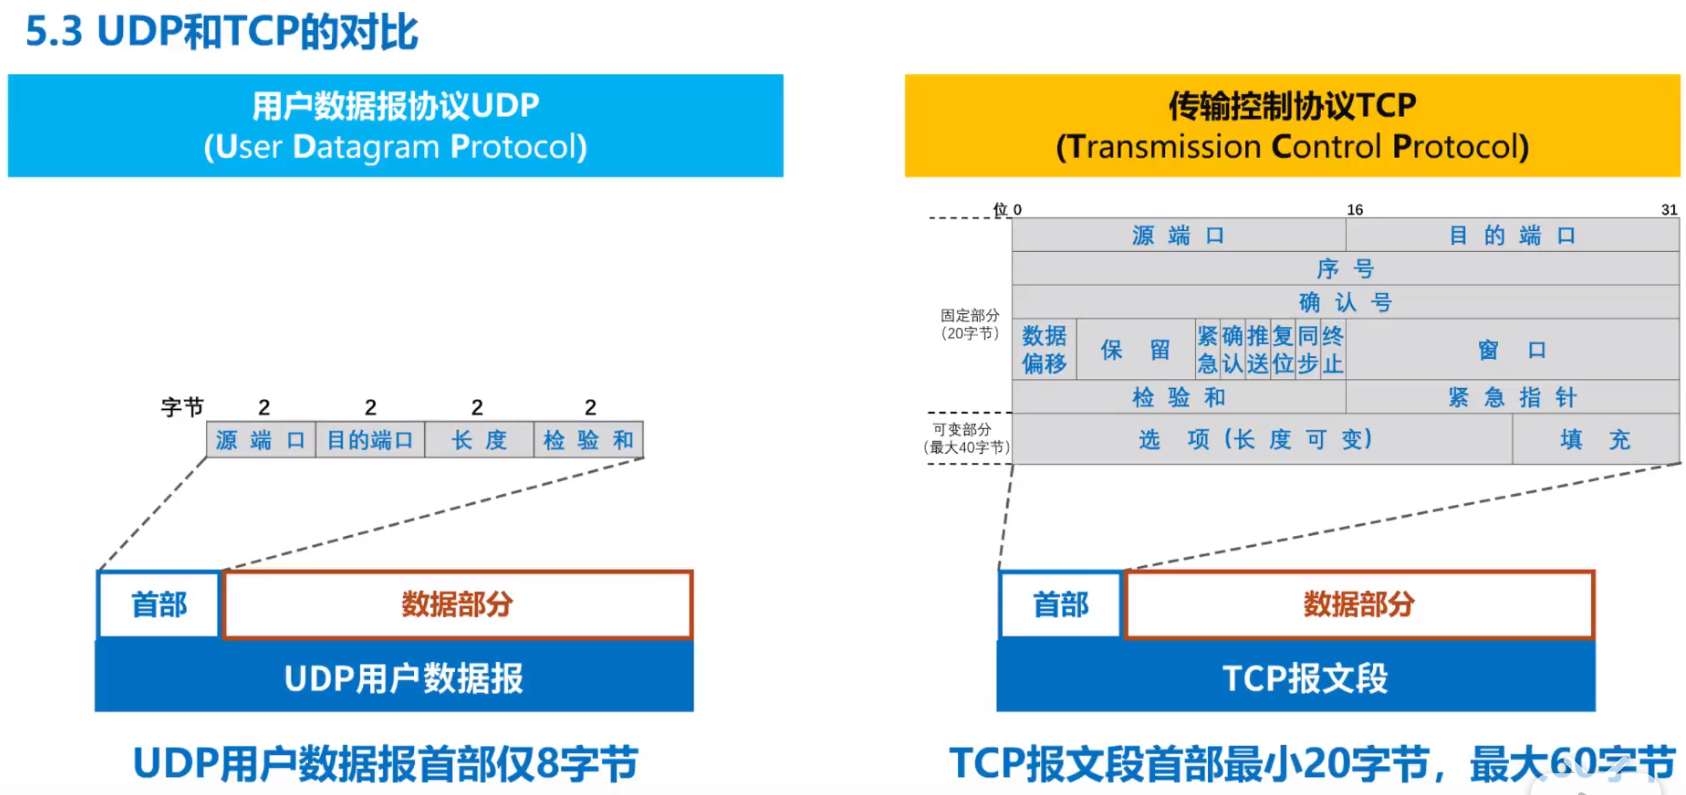 5.3 UDP和TCP的对比
用户数据报协议UDP
(User Datagram Protocol)
字节 2 2 2 2
源端口 目的端口 长度 检验和
首部 数据部分
UDP用户数据报
UDP用户数据报首部仅8字节
传输控制协议TCP
(Transmission Control Protocol)
位 0 16 31
源端口 目的端口
序号
确认号
固定部分
(20字节)
数据偏移 保留 紧急 确认 推送 复位 同步 终止 窗口
检验和 紧急指针
可变部分
(最大40字节)
选项(长度可变) 填充
首部 数据部分
TCP报文段
TCP报文段首部最小20字节，最大60字节